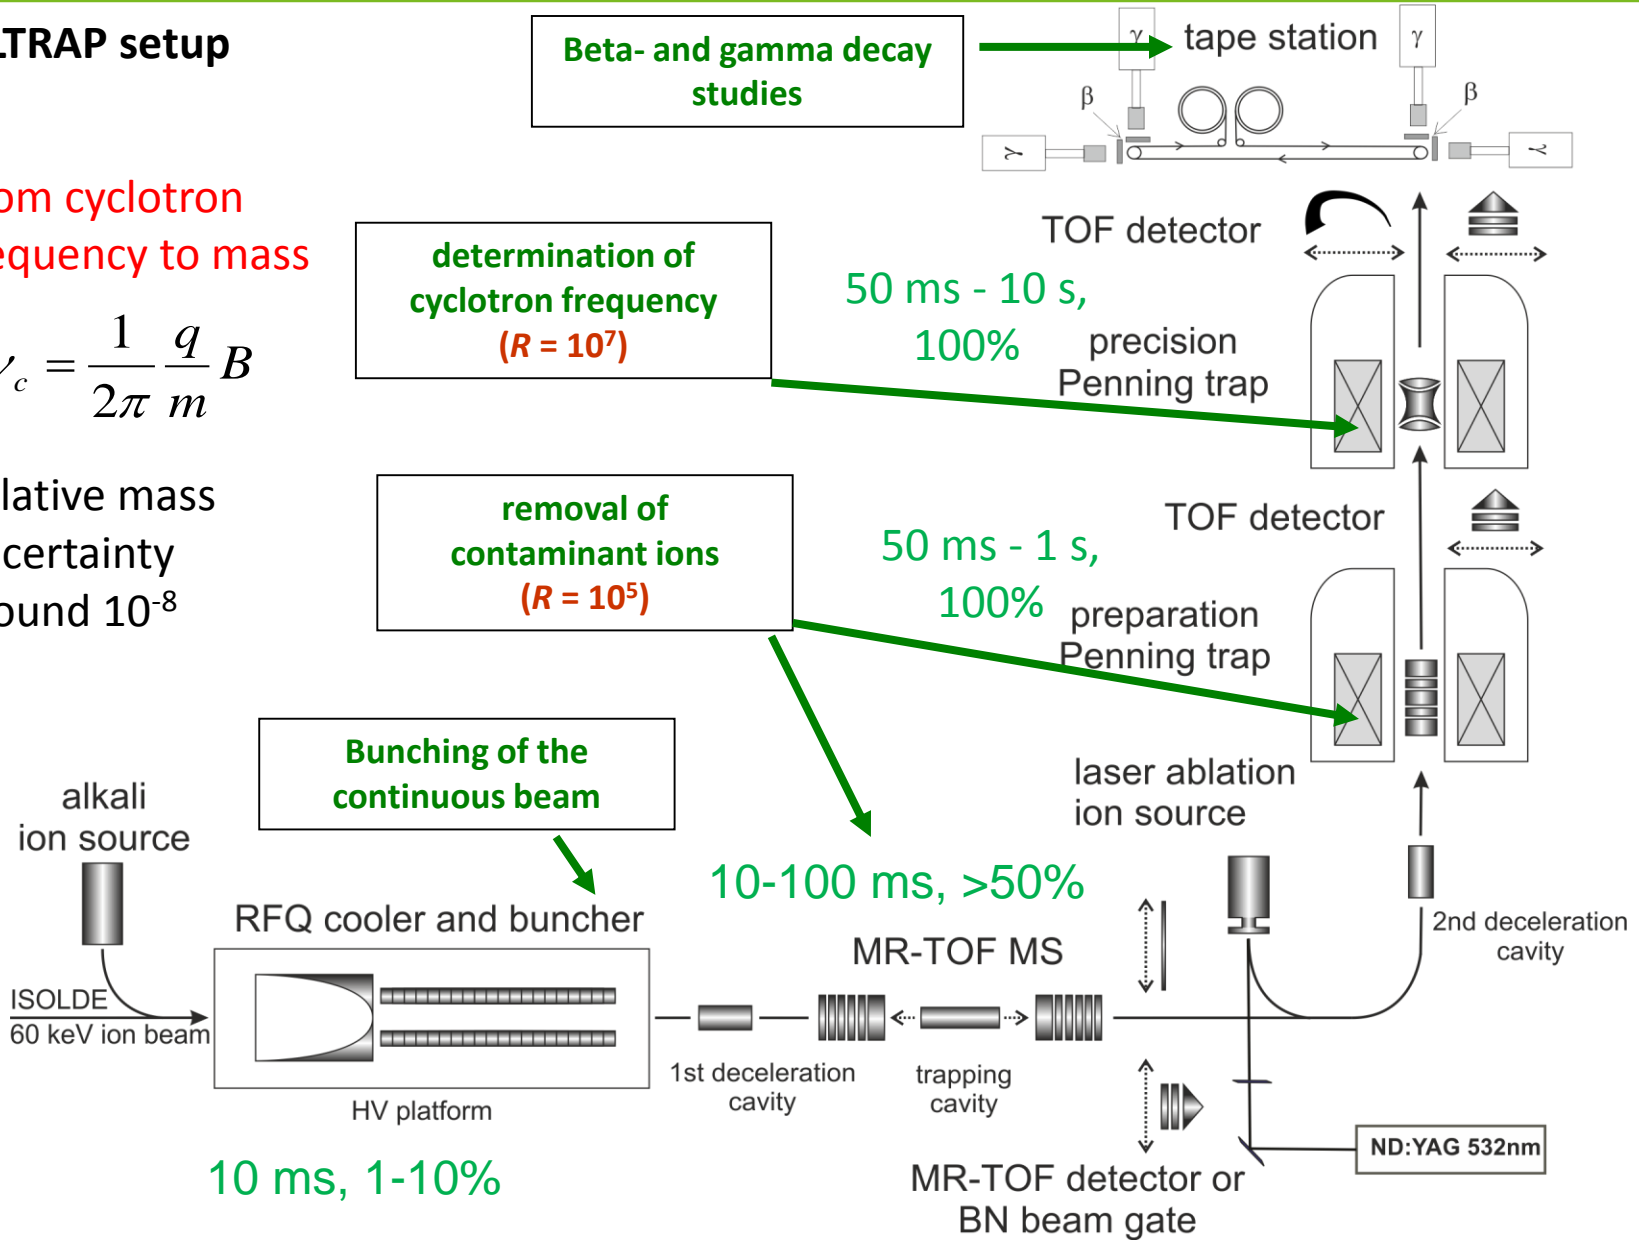 LTRAP setup
Beta- and gamma decay
studies
γ
tape station
γ
β
β
γ
γ
om cyclotron
equency to mass
ν_c = 1/2π q/m B
lative mass
certainty
ound 10⁻⁸
determination of
cyclotron frequency
(R = 10⁷)
50 ms - 10 s,
100%
TOF detector
precision
Penning trap
removal of
contaminant ions
(R = 10⁵)
50 ms - 1 s,
100%
TOF detector
preparation
Penning trap
Bunching of the
continuous beam
alkali
ion source
laser ablation
ion source
10-100 ms, >50%
RFQ cooler and buncher
MR-TOF MS
2nd deceleration
cavity
ISOLDE
60 keV ion beam
1st deceleration
cavity
trapping
cavity
HV platform
ND:YAG 532nm
10 ms, 1-10%
MR-TOF detector or
BN beam gate